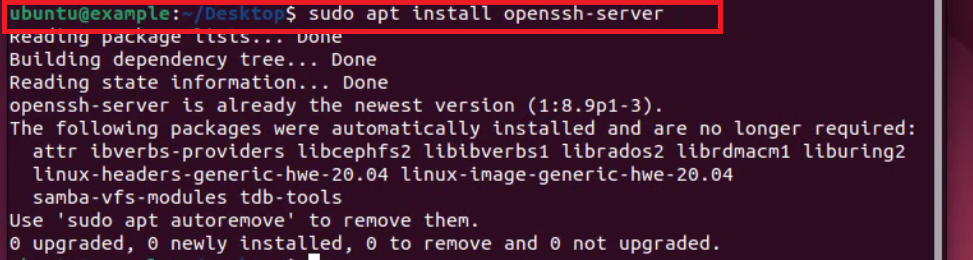 ubuntu@example:~/Desktop$ sudo apt install openssh-server
Reading package lists... Done
Building dependency tree... Done
Reading state information... Done
openssh-server is already the newest version (1:8.9p1-3).
The following packages were automatically installed and are no longer required:
  attr ibverbs-providers libcephfs2 libibverbs1 librados2 librdmacm1 liburing2
  linux-headers-generic-hwe-20.04 linux-image-generic-hwe-20.04
  samba-vfs-modules tdb-tools
Use 'sudo apt autoremove' to remove them.
0 upgraded, 0 newly installed, 0 to remove and 0 not upgraded.